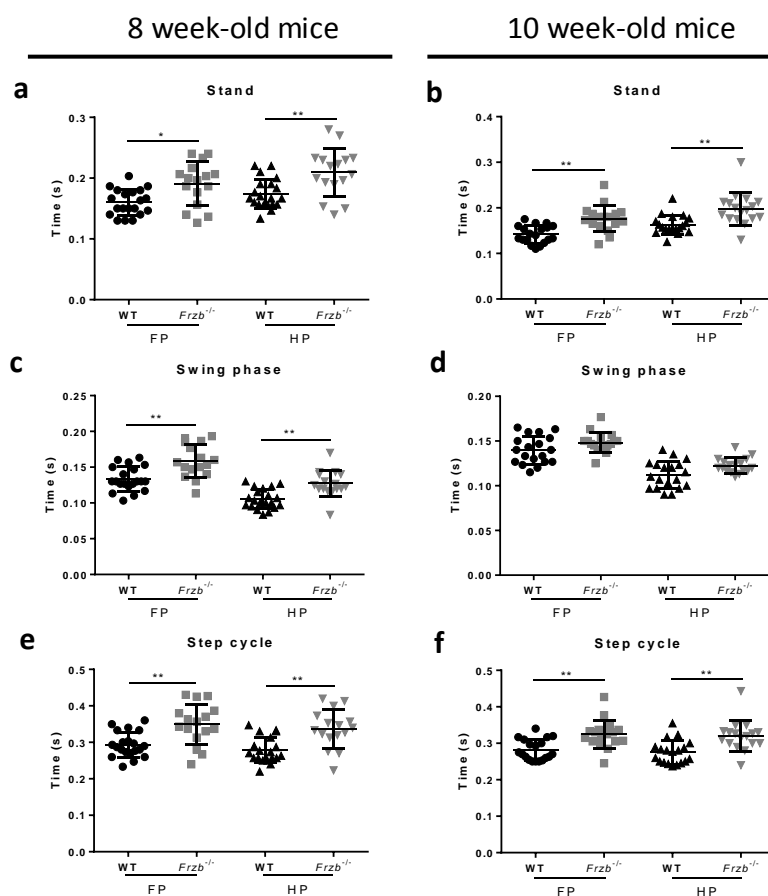 8 week-old mice
10 week-old mice
a
Stand
Time (s)
0.3
0.2
0.1
0.0
*
**
WT
Frzb-/-
WT
Frzb-/-
FP
HP
b
Stand
Time (s)
0.4
0.3
0.2
0.1
0.0
**
**
WT
Frzb-/-
WT
Frzb-/-
FP
HP
c
Swing phase
Time (s)
0.25
0.20
0.15
0.10
0.05
0.00
**
**
WT
Frzb-/-
WT
Frzb-/-
FP
HP
d
Swing phase
Time (s)
0.20
0.15
0.10
0.05
0.00
WT
Frzb-/-
WT
Frzb-/-
FP
HP
e
Step cycle
Time (s)
0.5
0.4
0.3
0.2
0.1
0.0
**
**
WT
Frzb-/-
WT
Frzb-/-
FP
HP
f
Step cycle
Time (s)
0.5
0.4
0.3
0.2
0.1
0.0
**
**
WT
Frzb-/-
WT
Frzb-/-
FP
HP